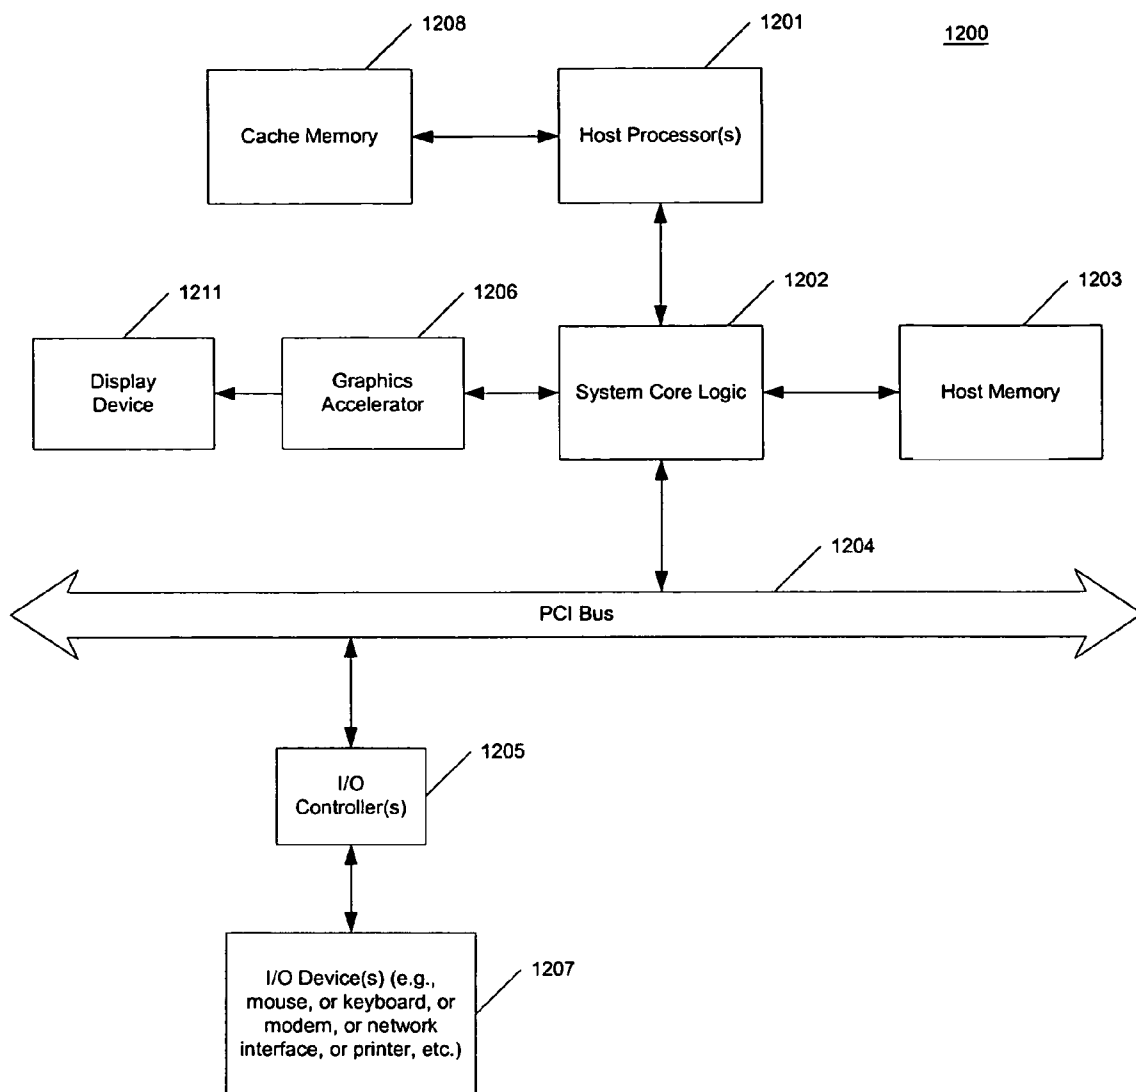 1208
1201
1200
Cache Memory
Host Processor(s)
1211
1206
1202
1203
Display
Device
Graphics
Accelerator
System Core Logic
Host Memory
1204
PCI Bus
1205
I/O
Controller(s)
1207
I/O Device(s) (e.g.,
mouse, or keyboard, or
modem, or network
interface, or printer, etc.)